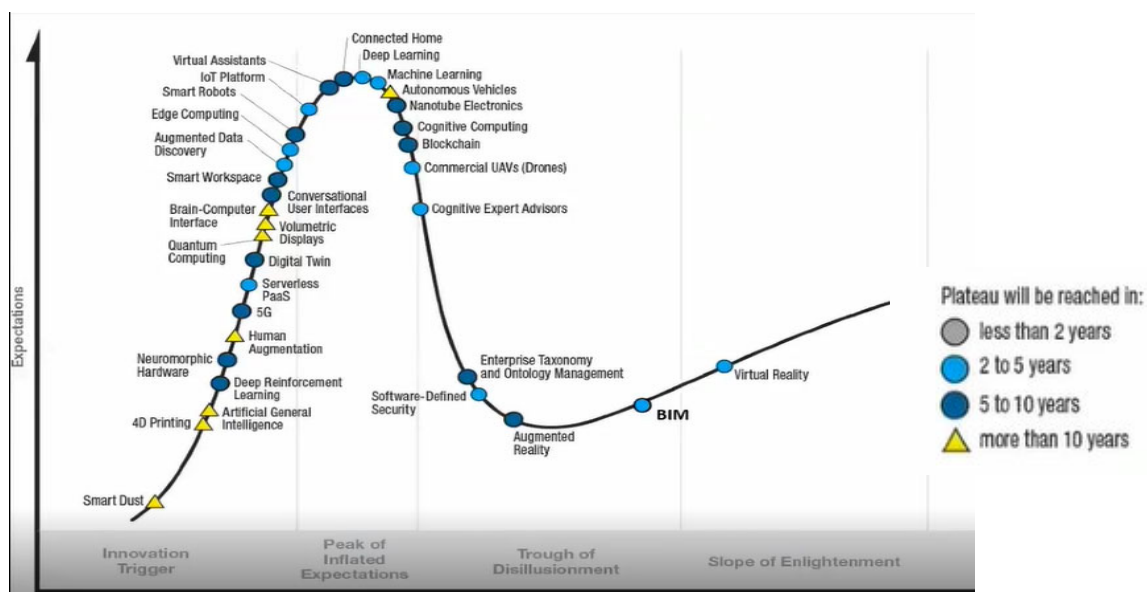 Connected Home
Deep Learning
Virtual Assistants
IoT Platform
Machine Learning
Smart Robots
Autonomous Vehicles
Nanotube Electronics
Edge Computing
Cognitive Computing
Augmented Data
Discovery
Blockchain
Commercial UAVs (Drones)
Smart Workspace
Conversational
User Interfaces
Brain-Computer
Interface
Cognitive Expert Advisors
Volumetric
Displays
Quantum
Computing
Digital Twin
Serverless
PaaS
5G
Human
Augmentation
Neuromorphic
Hardware
Deep Reinforcement
Learning
Artificial General
Intelligence
4D Printing
Smart Dust
Enterprise Taxonomy
and Ontology Management
Software-Defined
Security
Augmented
Reality
BIM
Virtual Reality
Expectations
Plateau will be reached in:
less than 2 years
2 to 5 years
5 to 10 years
more than 10 years
Innovation
Trigger
Peak of
Inflated
Expectations
Trough of
Disillusionment
Slope of Enlightenment